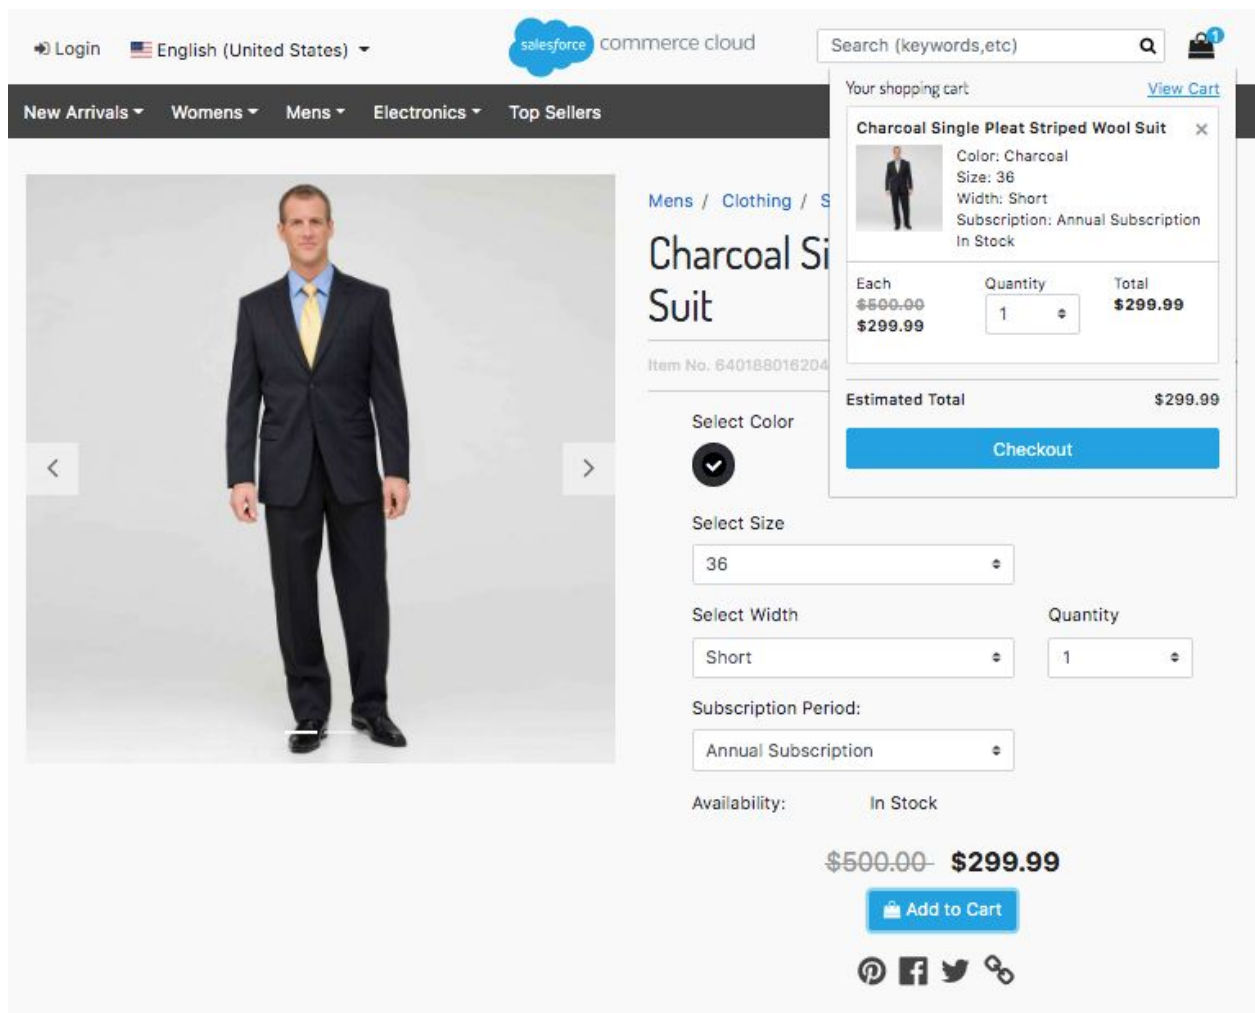 Login
English (United States)
salesforce commerce cloud
Search (keywords,etc)
1
New Arrivals
Womens
Mens
Electronics
Top Sellers
Your shopping cart
View Cart
Charcoal Single Pleat Striped Wool Suit
Color: Charcoal
Size: 36
Width: Short
Subscription: Annual Subscription
In Stock
Each
Quantity
Total
$500.00
1
$299.99
$299.99
Estimated Total
$299.99
Checkout
Mens / Clothing / S
Charcoal Si
Suit
Item No. 640188016204
Select Color
Select Size
36
Select Width
Quantity
Short
1
Subscription Period:
Annual Subscription
Availability:
In Stock
$500.00 $299.99
Add to Cart